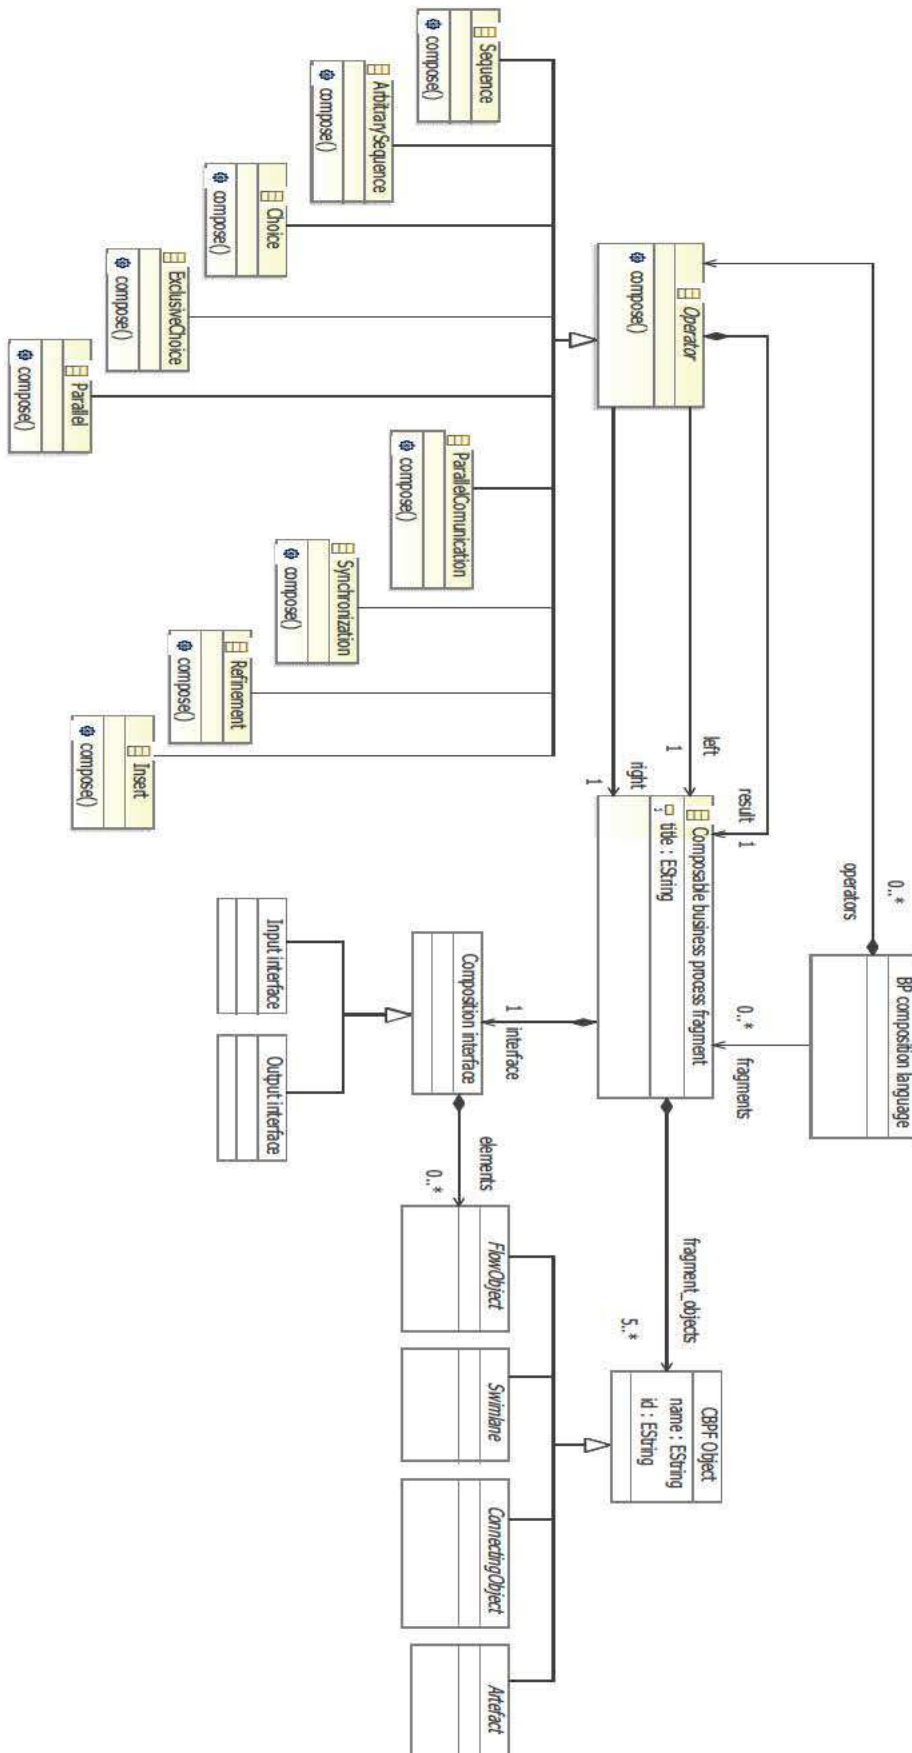 BP composition language
0..*
operators
0..*
fragments
Operator
compose()
result
1
left
1
right
1
Composable business process fragment
title : EString
fragment_objects
5..*
CBPF Object
name : EString
id : EString
1
interface
Composition interface
elements
0..*
Input interface
Output interface
FlowObject
Swimlane
ConnectingObject
Artefact
Sequence
compose()
ArbitrarySequence
compose()
Choice
compose()
ExclusiveChoice
compose()
Parallel
compose()
ParallelComunication
compose()
Synchronization
compose()
Refinement
compose()
Insert
compose()